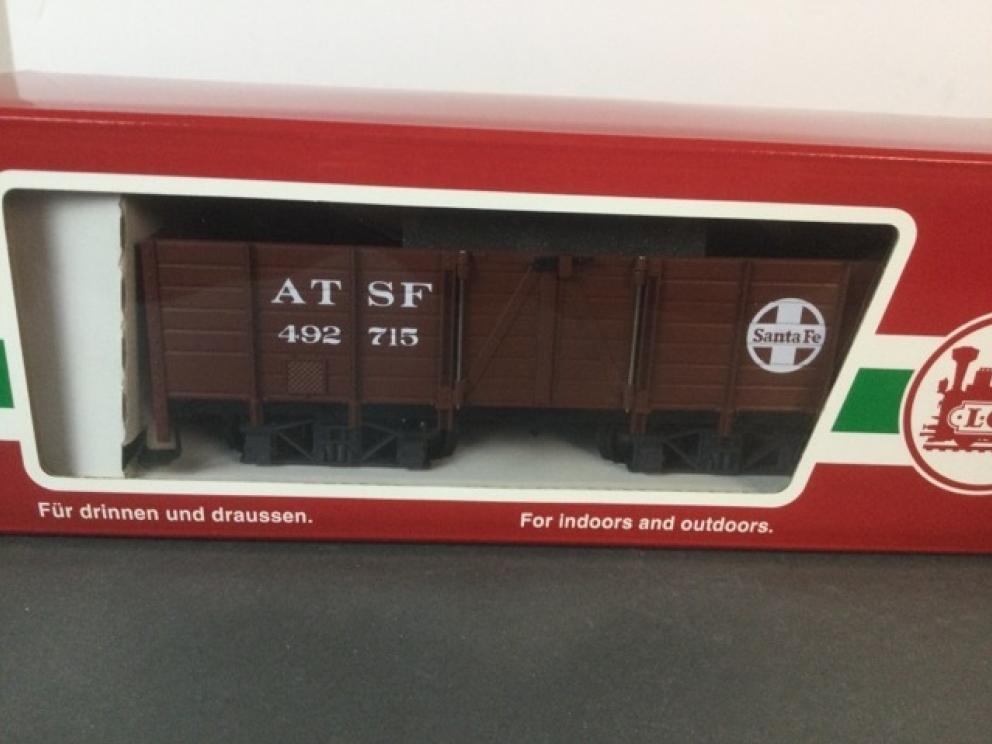 AT SF
492 715
Santa Fe
Für drinnen und draussen.
For indoors and outdoors.